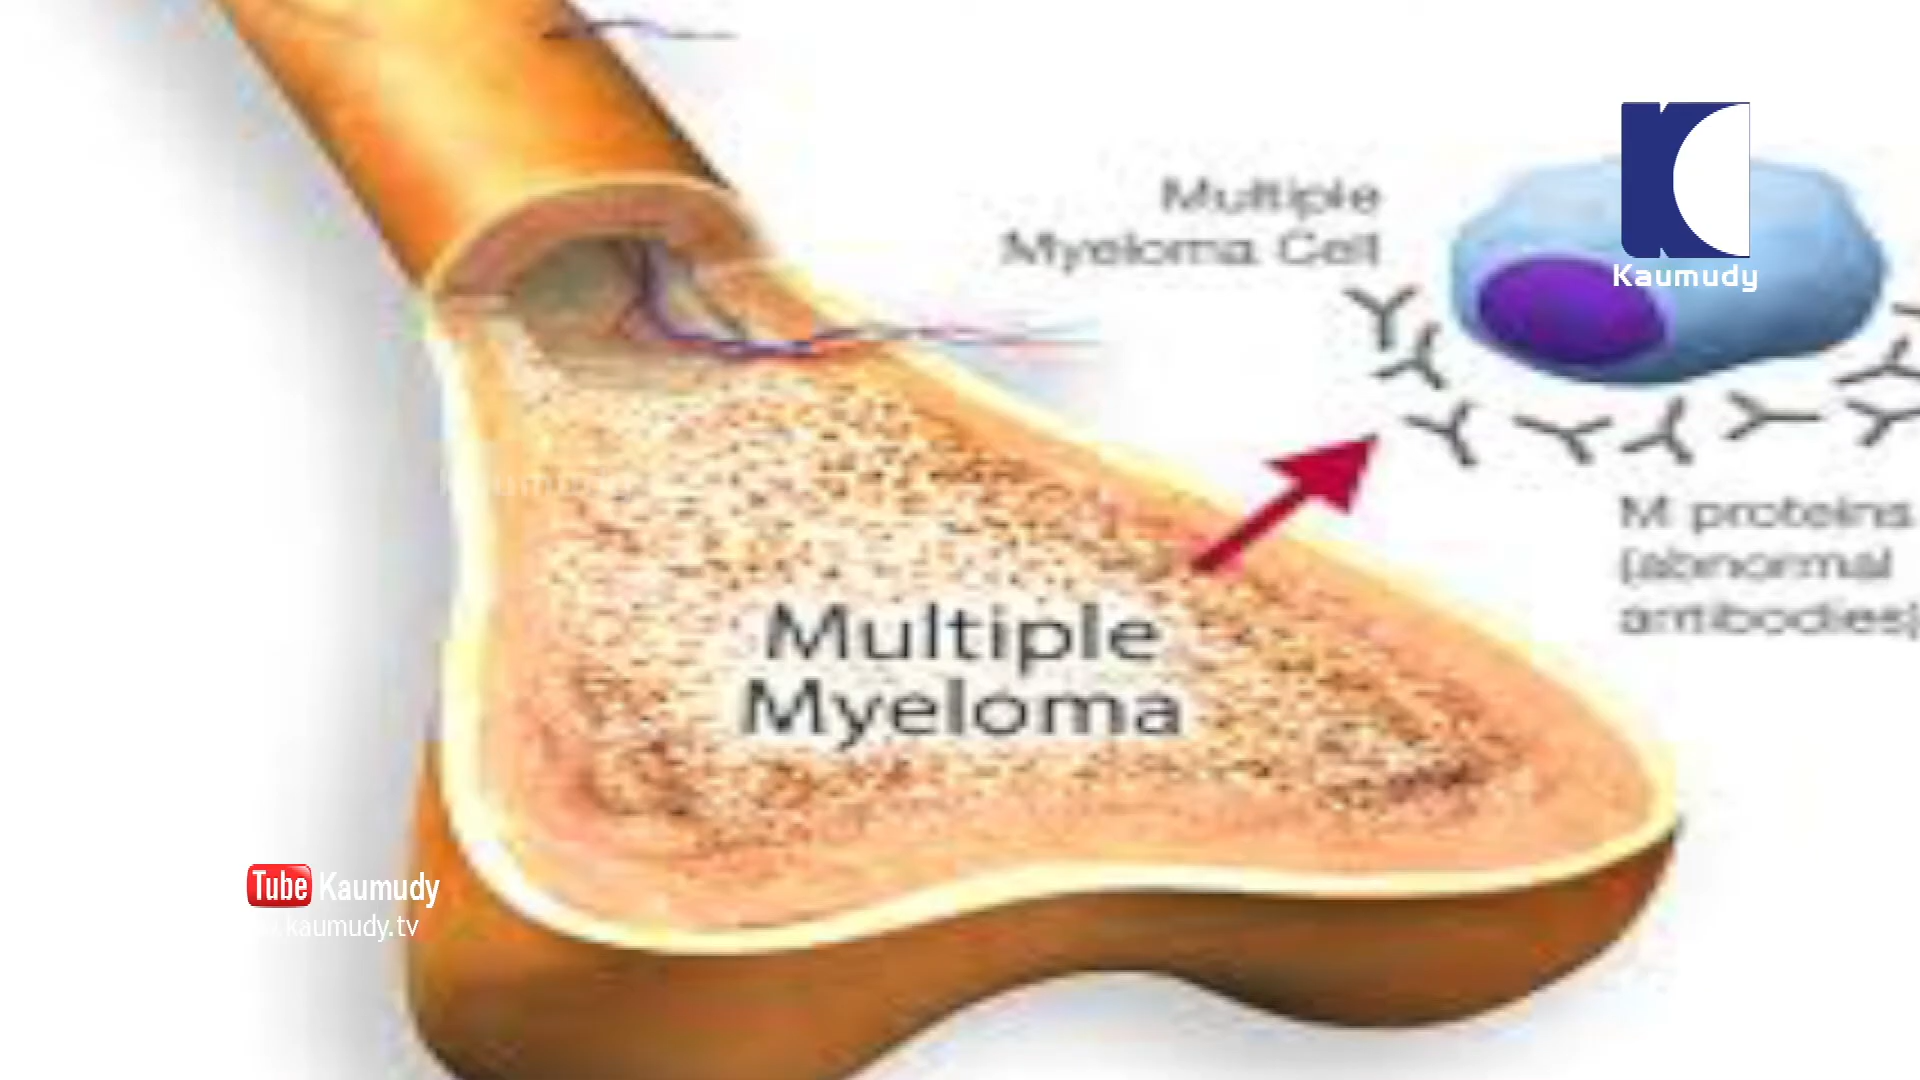 Multiple
Myeloma Cell
Kaumudy
M proteins
(abnormal
antibodies)
Multiple
Myeloma
Tube Kaumudy
kaumudy.tv